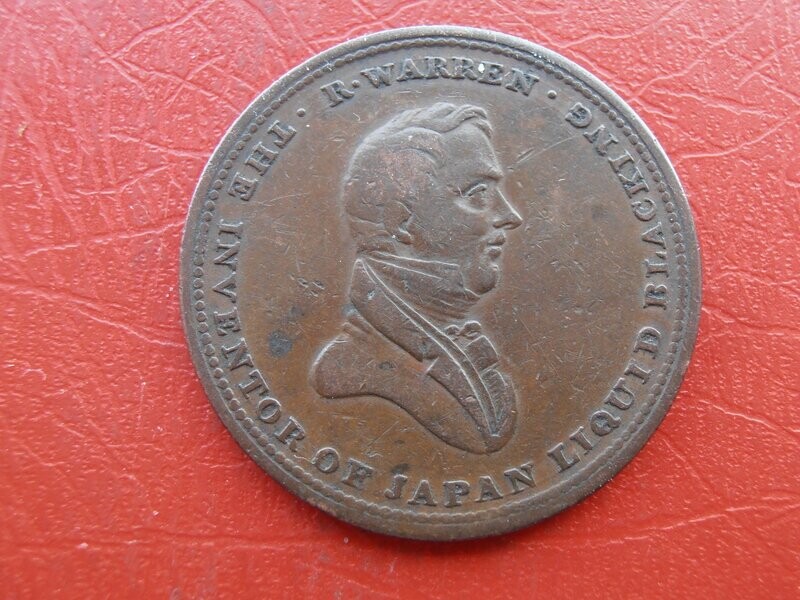 R·WARREN·
THE INVENTOR OF JAPAN LIQUID BLACKING·